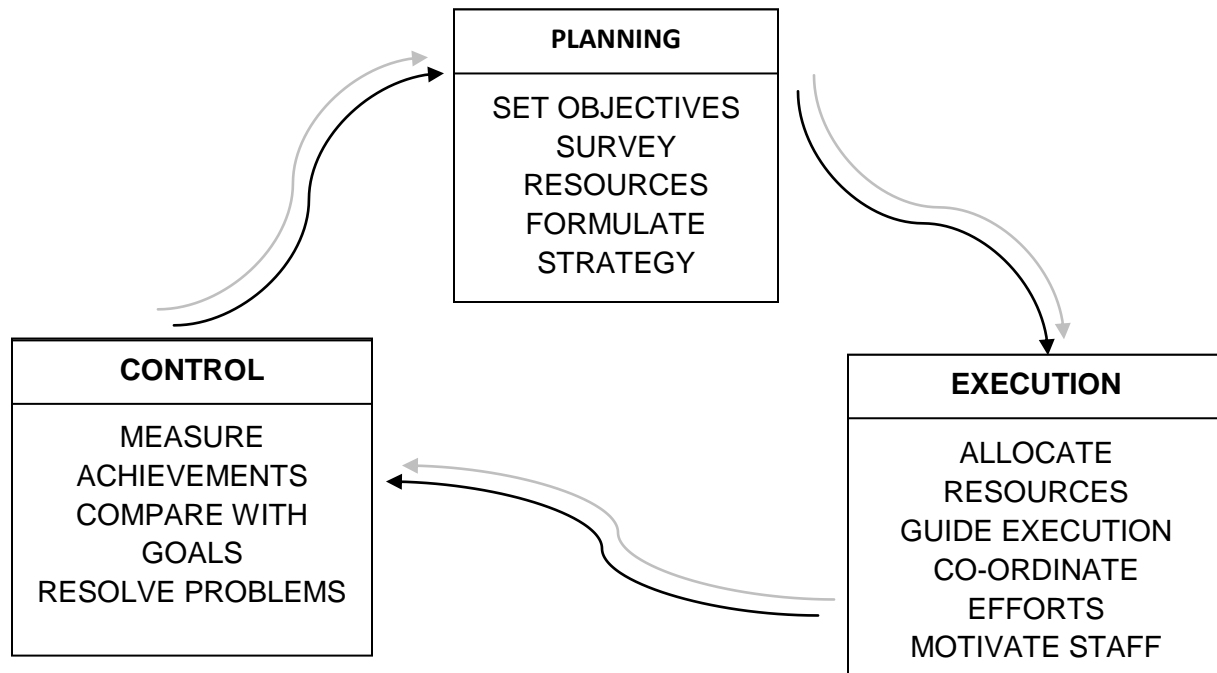 PLANNING
SET OBJECTIVES
SURVEY
RESOURCES
FORMULATE
STRATEGY
CONTROL
MEASURE
ACHIEVEMENTS
COMPARE WITH
GOALS
RESOLVE PROBLEMS
EXECUTION
ALLOCATE
RESOURCES
GUIDE EXECUTION
CO-ORDINATE
EFFORTS
MOTIVATE STAFF